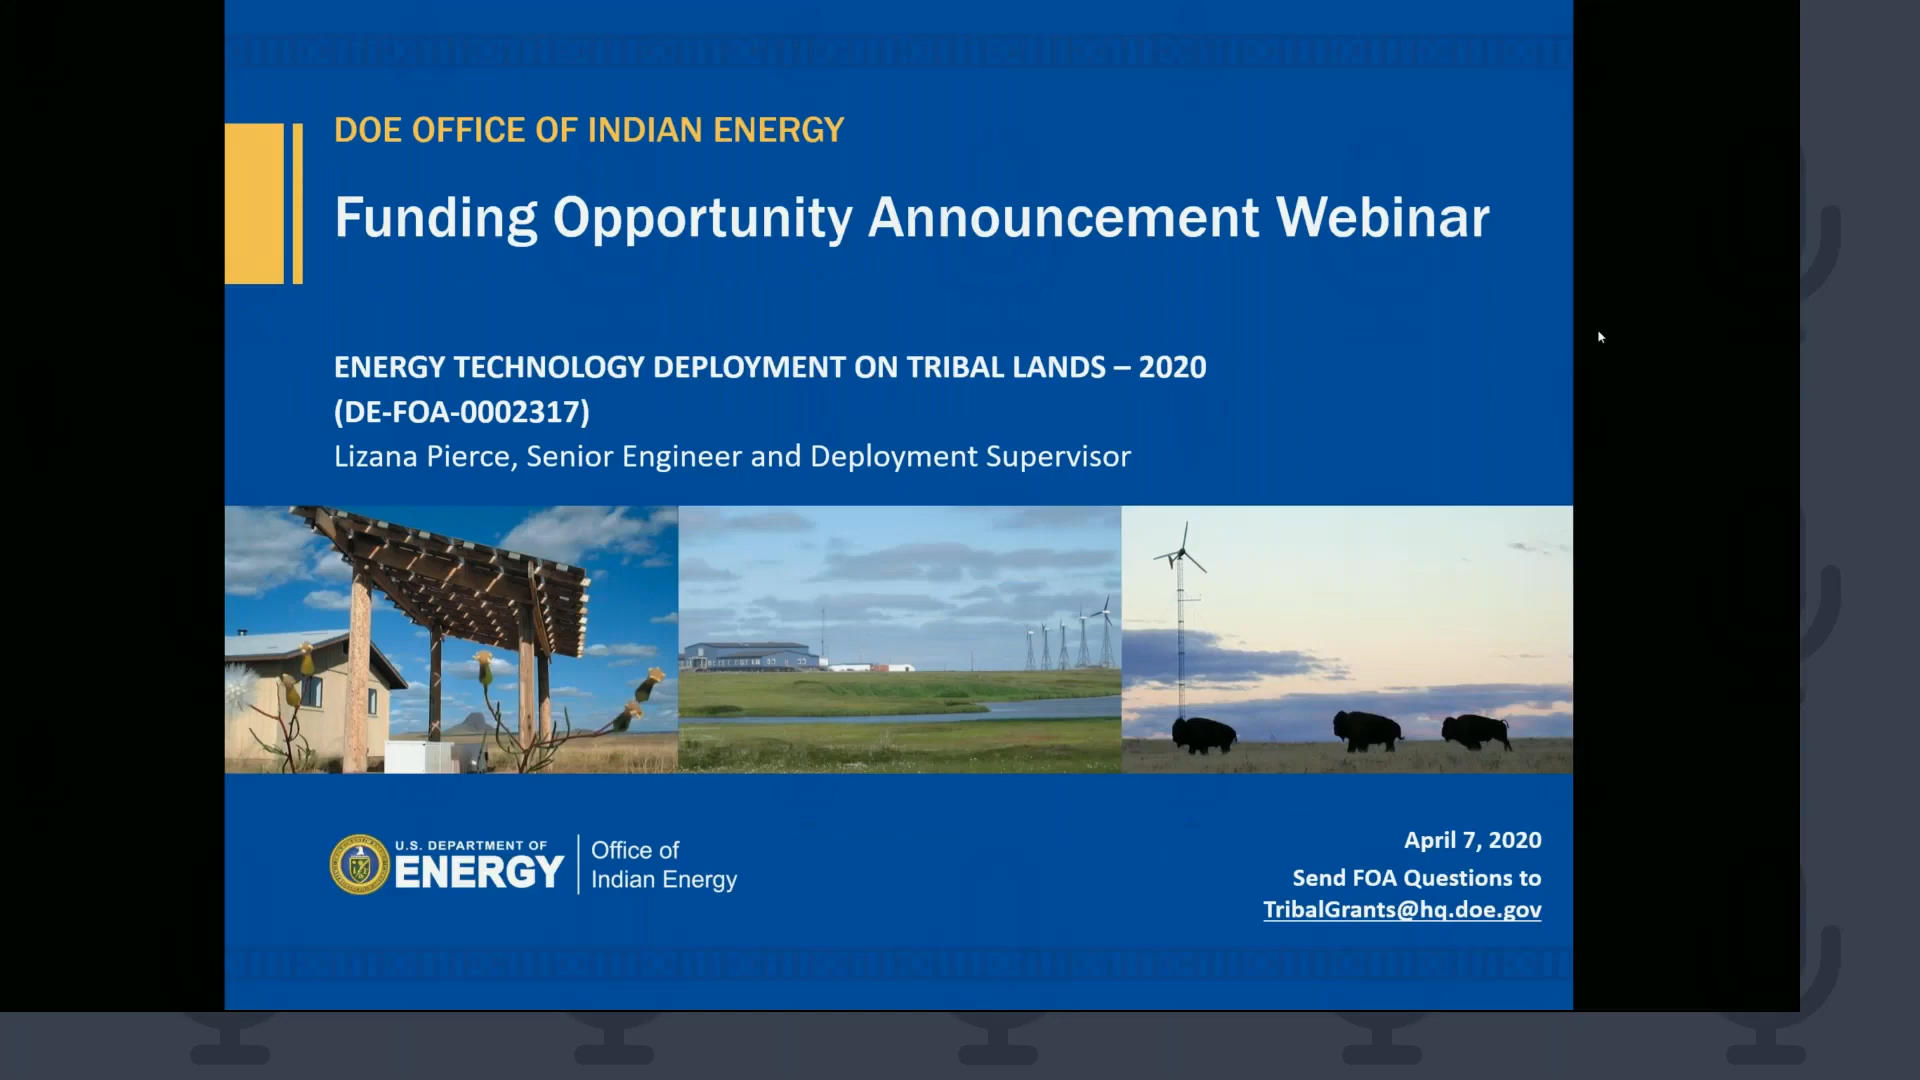 DOE OFFICE OF INDIAN ENERGY
Funding Opportunity Announcement Webinar
ENERGY TECHNOLOGY DEPLOYMENT ON TRIBAL LANDS – 2020
(DE-FOA-0002317)
Lizana Pierce, Senior Engineer and Deployment Supervisor
U.S. DEPARTMENT OF
ENERGY
Office of
Indian Energy
April 7, 2020
Send FOA Questions to
TribalGrants@hq.doe.gov